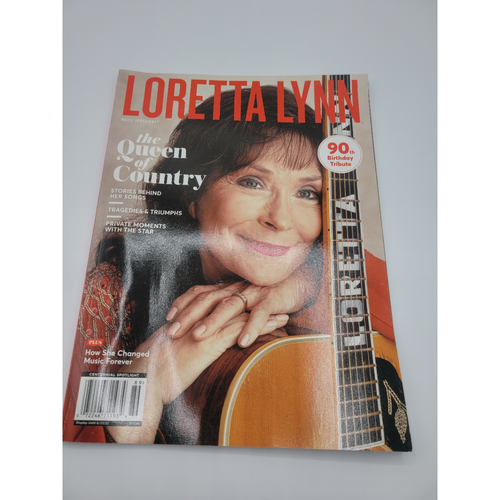 LORETTA LYNN
the
Queen
of
Country
STORIES BEHIND
HER SONGS
TRAGEDIES & TRIUMPHS
PRIVATE MOMENTS
WITH THE STAR
90th
Birthday
Tribute
LORETTA
PLUS
How She Changed
Music Forever
CENTENNIAL SPOTLIGHT